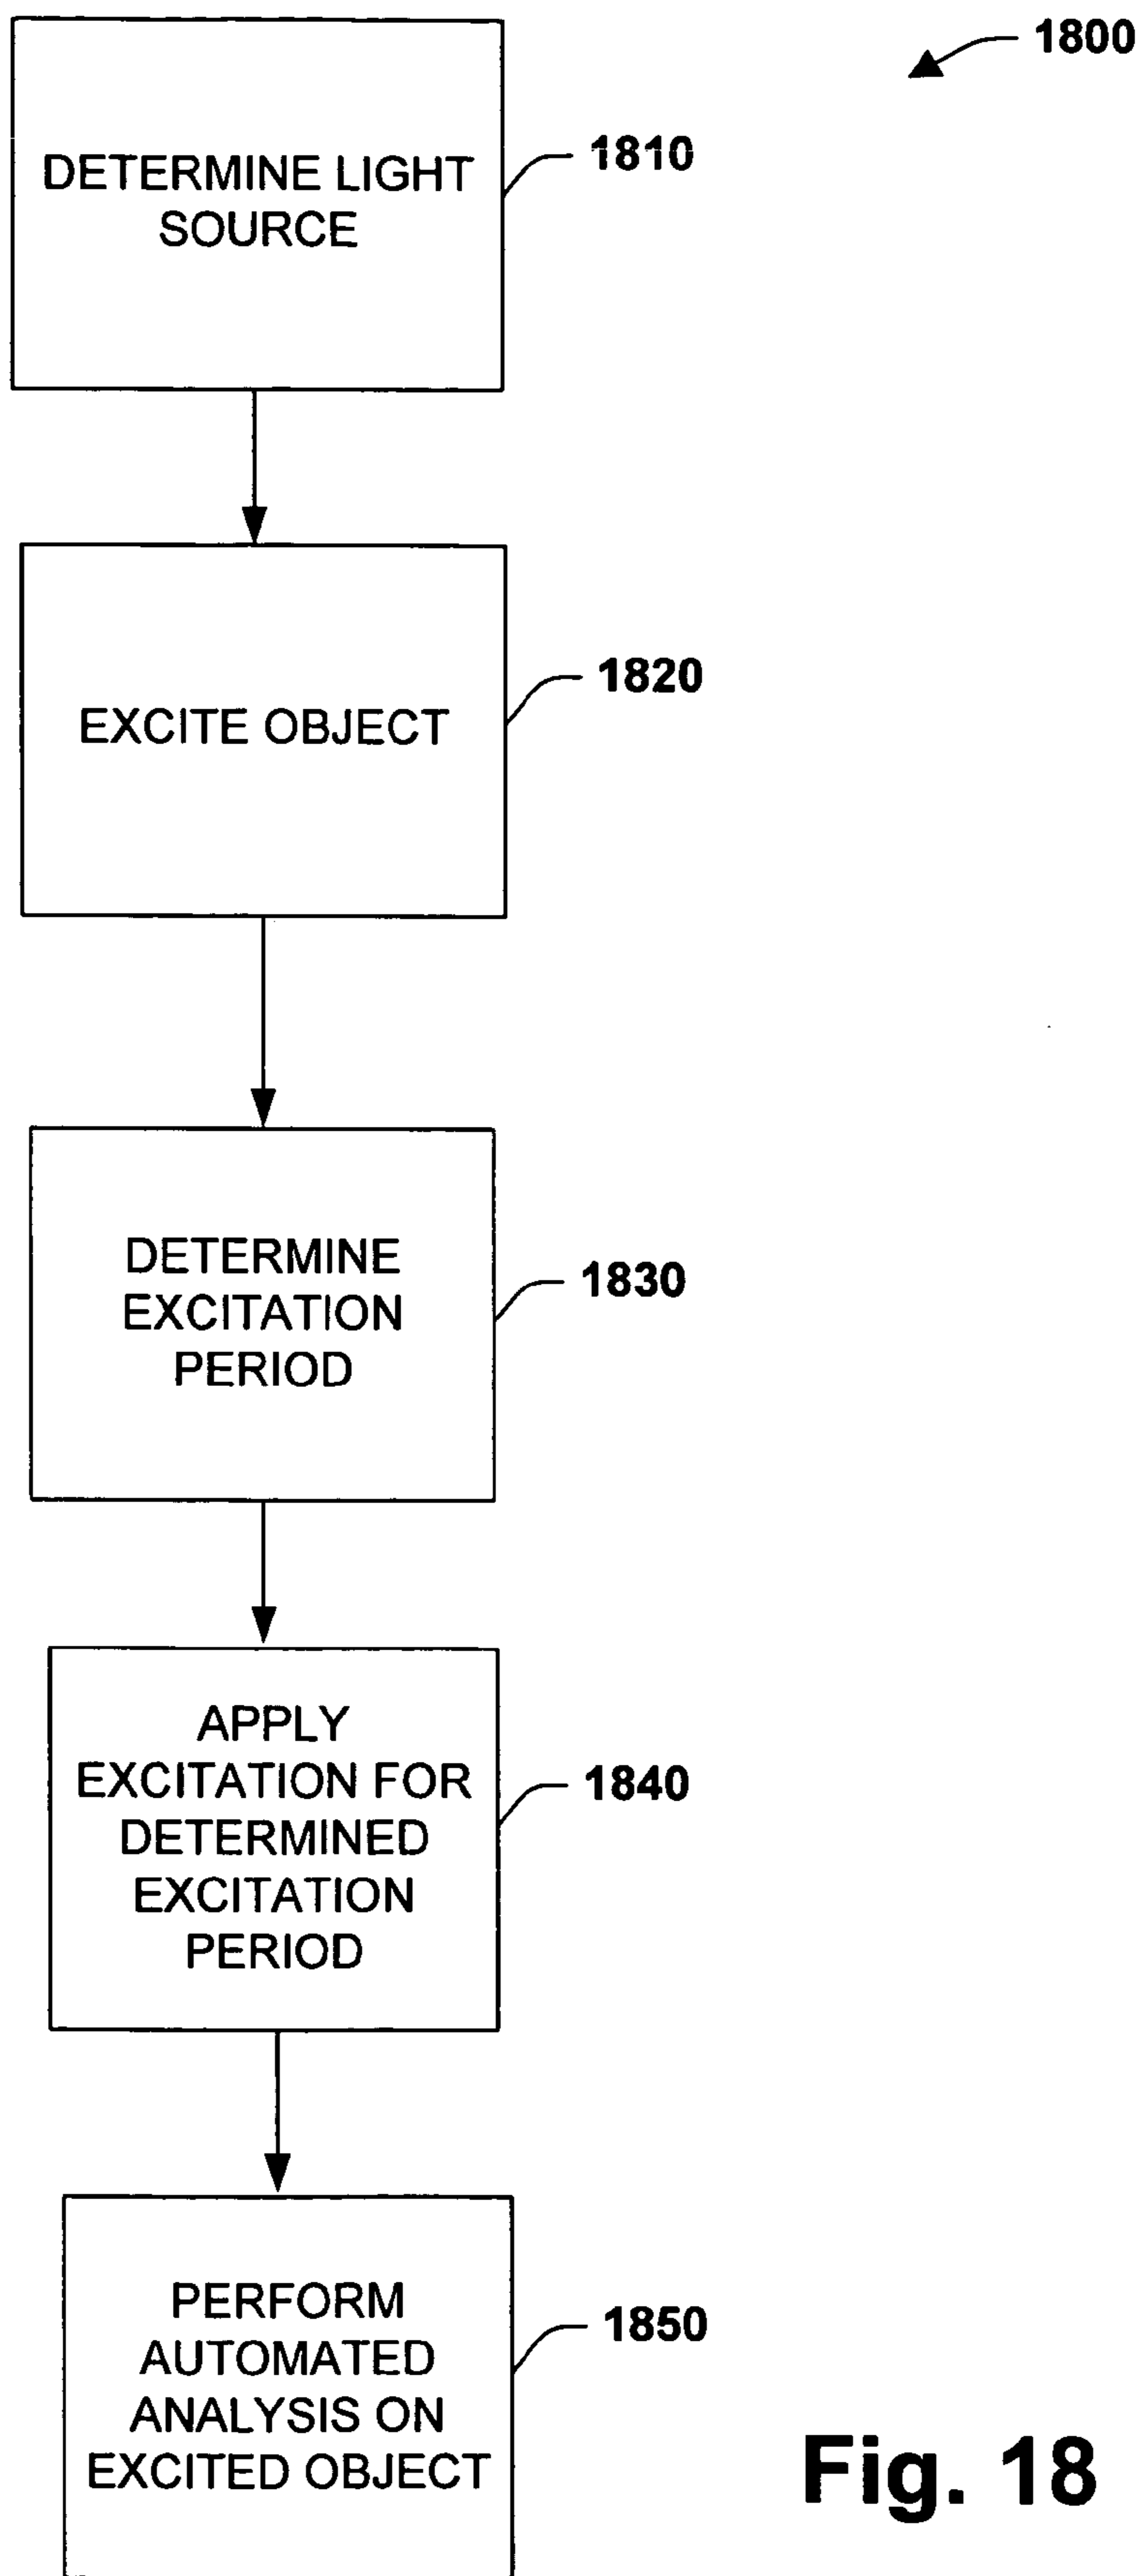 1800
DETERMINE LIGHT
SOURCE
1810
EXCITE OBJECT
1820
DETERMINE
EXCITATION
PERIOD
1830
APPLY
EXCITATION FOR
DETERMINED
EXCITATION
PERIOD
1840
PERFORM
AUTOMATED
ANALYSIS ON
EXCITED OBJECT
1850
Fig. 18